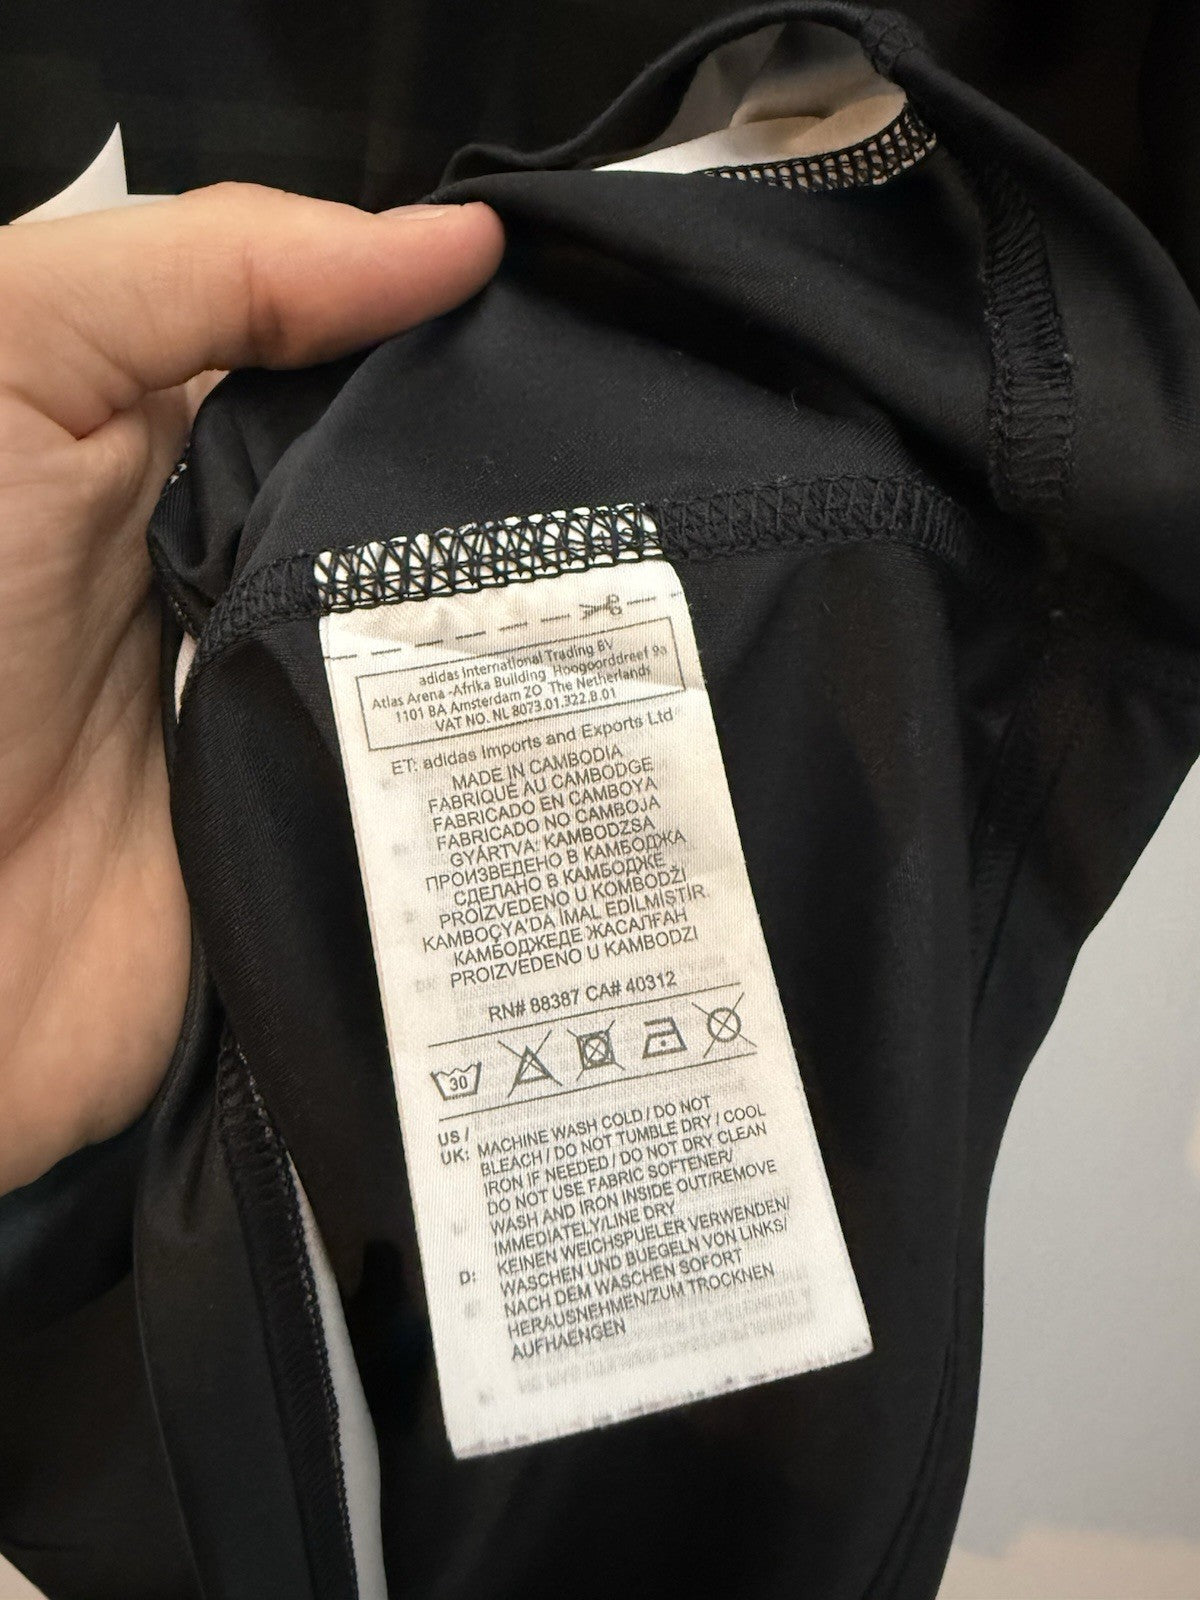 adidas International Trading BV
Atlas Arena -Afrika Building Hoogoorddreef 9a
1101 BA Amsterdam ZO The Netherlands
VAT NO. NL 8073.01.322.B.01
ET: adidas Imports and Exports Ltd
MADE IN CAMBODIA
FABRIQUÉ AU CAMBODGE
FABRICADO EN CAMBOYA
FABRICADO NO CAMBOJA
GYÁRTVA: KAMBODZSA
ПРОИЗВЕДЕНО В КАМБОДЖА
СДЕЛАНО В КАМБОДЖЕ
PROIZVEDENO U KOMBODŽI
KAMBOÇYA'DA İMAL EDİLMİŞTİR.
КАМБОДЖЕДЕ ЖАСАЛҒАН
PROIZVEDENO U KAMBODZI
RN# 88387 CA# 40312
30
US / UK: MACHINE WASH COLD / DO NOT
BLEACH / DO NOT TUMBLE DRY / COOL
IRON IF NEEDED / DO NOT DRY CLEAN
DO NOT USE FABRIC SOFTENER/
WASH AND IRON INSIDE OUT/REMOVE
IMMEDIATELY/LINE DRY
D: KEINEN WEICHSPUELER VERWENDEN/
WASCHEN UND BUEGELN VON LINKS/
NACH DEM WASCHEN SOFORT
HERAUSNEHMEN/ZUM TROCKNEN
AUFHAENGEN